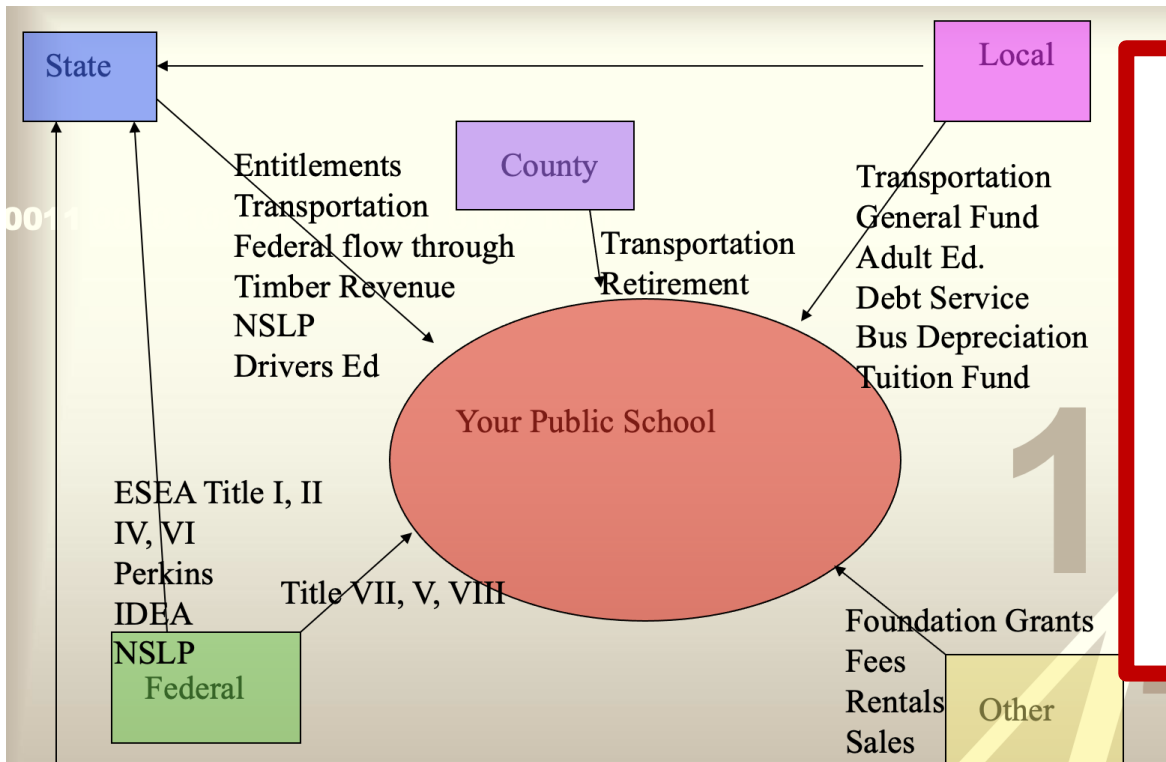 State
Local
County
Entitlements
Transportation
Federal flow through
Timber Revenue
NSLP
Drivers Ed
Transportation
Retirement
Transportation
General Fund
Adult Ed.
Debt Service
Bus Depreciation
Tuition Fund
0011
Your Public School
1
ESEA Title I, II
IV, VI
Perkins
IDEA
NSLP
Title VII, V, VIII
Federal
Foundation Grants
Fees
Rentals
Sales
Other